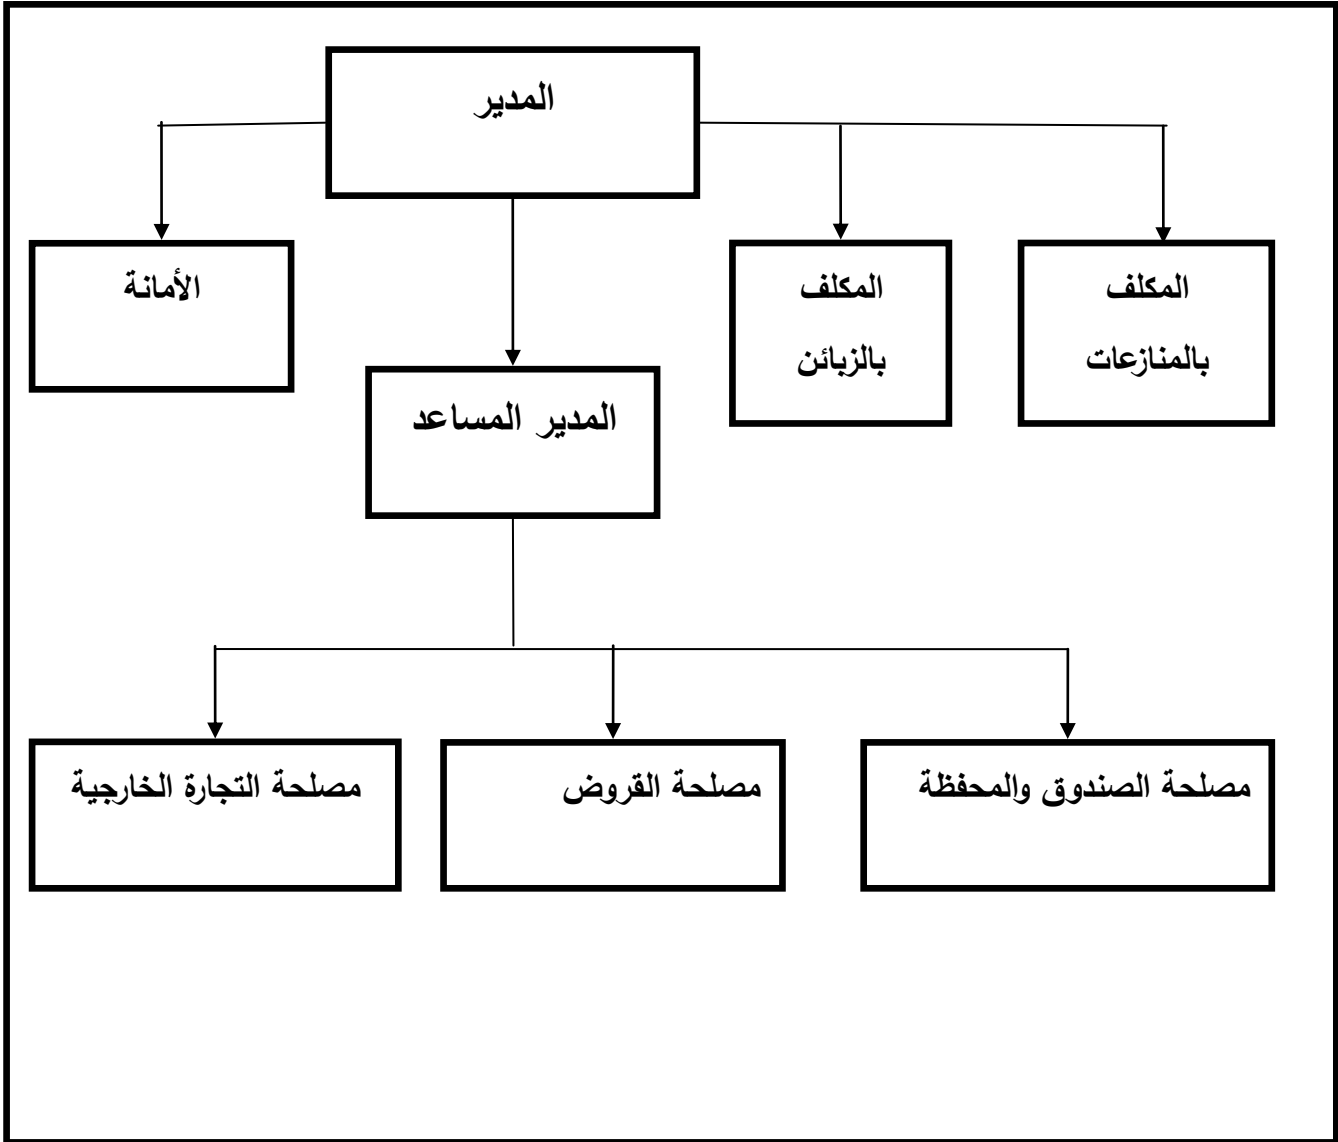 المدير
المكلف
بالمنازعات
المكلف
بالزبائن
الأمانة
المدير المساعد
مصلحة الصندوق والمحفظة
مصلحة القروض
مصلحة التجارة الخارجية